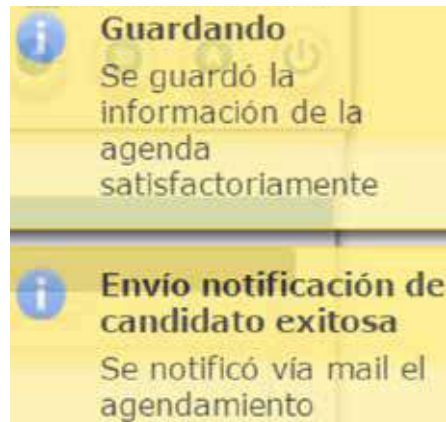 Guardando
Se guardó la
información de la
agenda
satisfactoriamente
Envío notificación de
candidato exitosa
Se notificó vía mail el
agendamiento